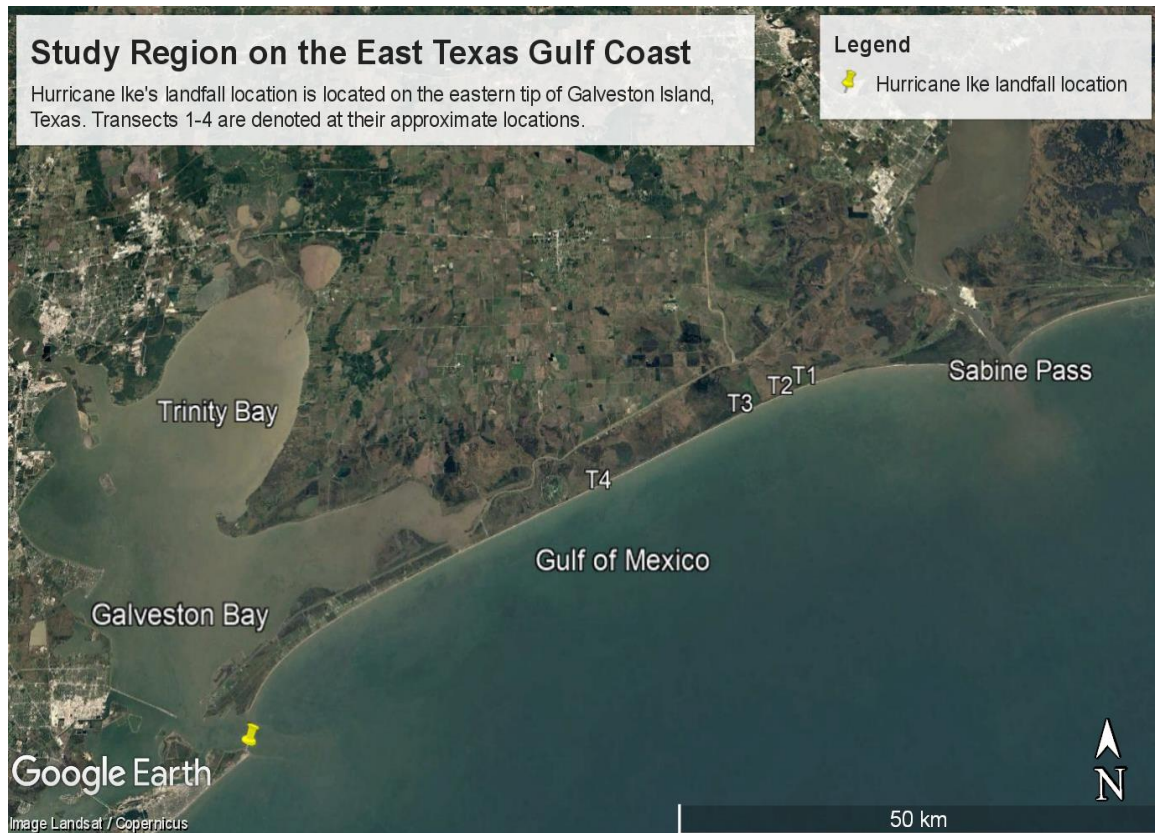 Study Region on the East Texas Gulf Coast
Hurricane Ike's landfall location is located on the eastern tip of Galveston Island,
Texas. Transects 1-4 are denoted at their approximate locations.
Legend
Hurricane Ike landfall location
Sabine Pass
T1
T2
T3
Trinity Bay
T4
Gulf of Mexico
Galveston Bay
Google Earth
N
Image Landsat / Copernicus
50 km